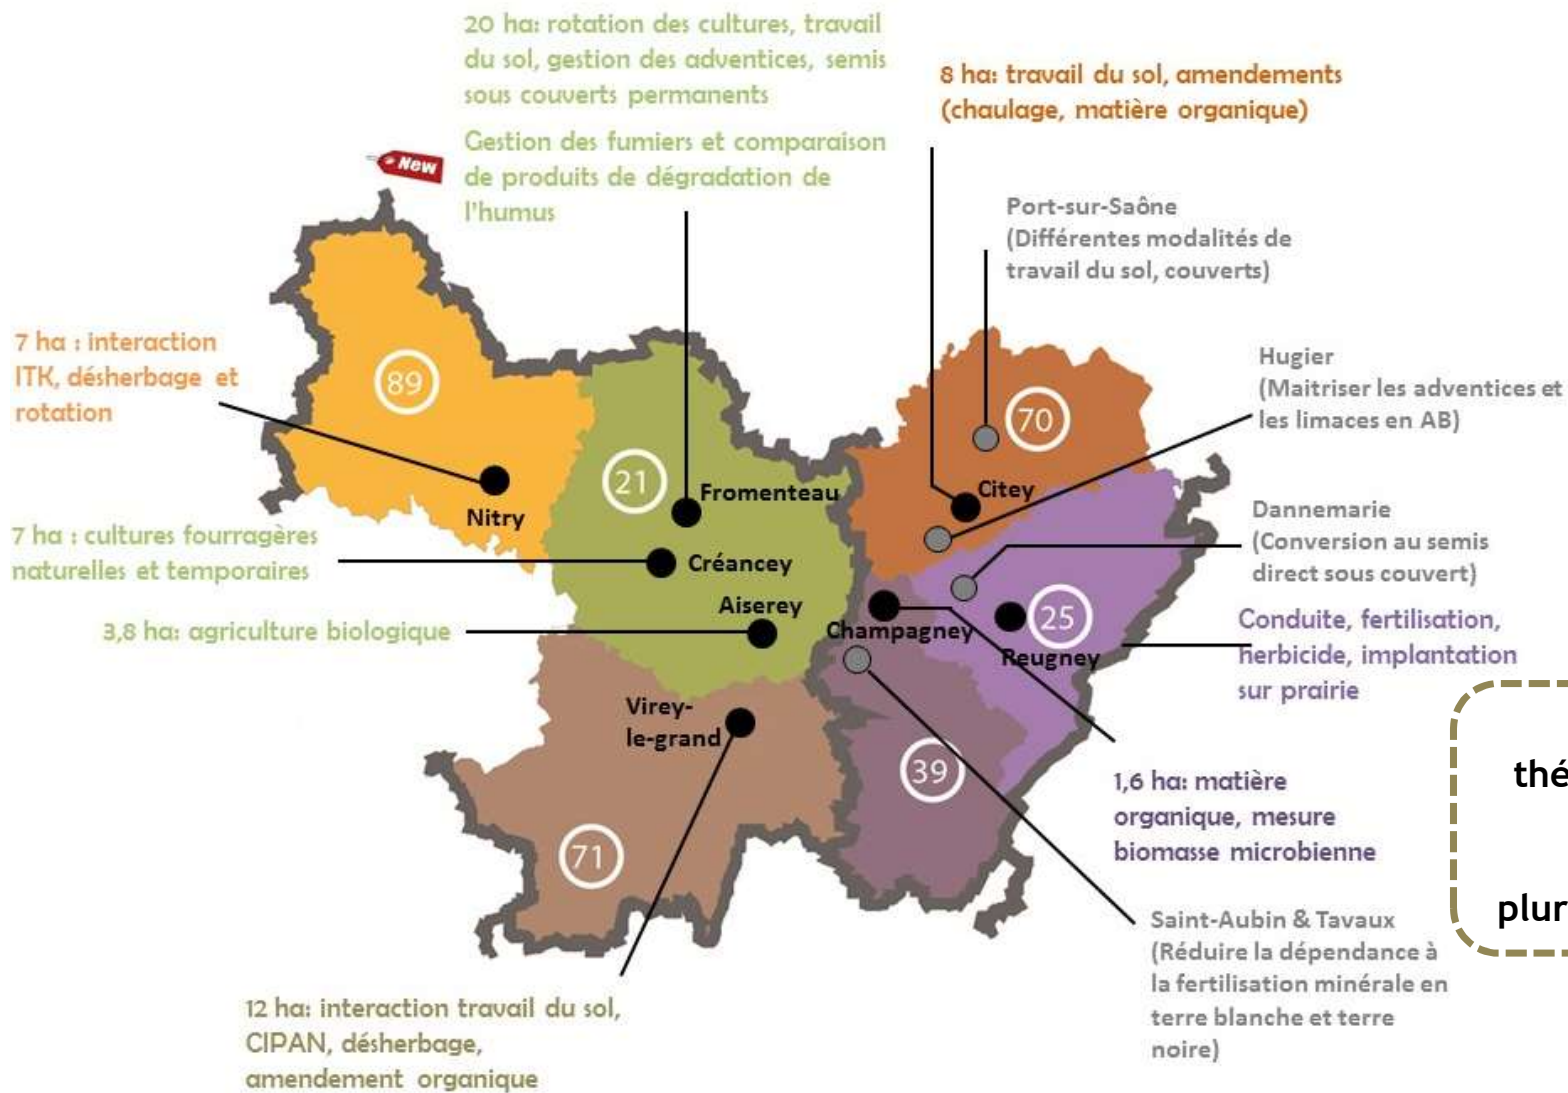 20 ha: rotation des cultures, travail
du sol, gestion des adventices, semis
sous couverts permanents
Gestion des fumiers et comparaison
de produits de dégradation de
l'humus
New
8 ha: travail du sol, amendements
(chaulage, matière organique)
Port-sur-Saône
(Différentes modalités de
travail du sol, couverts)
7 ha : interaction
ITK, désherbage et
rotation
Hugier
(Maitriser les adventices et
les limaces en AB)
89
70
21
Fromenteau
Citey
Nitry
Dannemarie
(Conversion au semis
direct sous couvert)
7 ha : cultures fourragères
naturelles et temporaires
Créancey
Aiserey
3,8 ha: agriculture biologique
Champagney
25
Reugney
Conduite, fertilisation,
herbicide, implantation
sur prairie
Virey-
le-grand
39
71
1,6 ha: matière
organique, mesure
biomasse microbienne
thé
plur
Saint-Aubin & Tavaux
(Réduire la dépendance à
la fertilisation minérale en
terre blanche et terre
noire)
12 ha: interaction travail du sol,
CIPAN, désherbage,
amendement organique